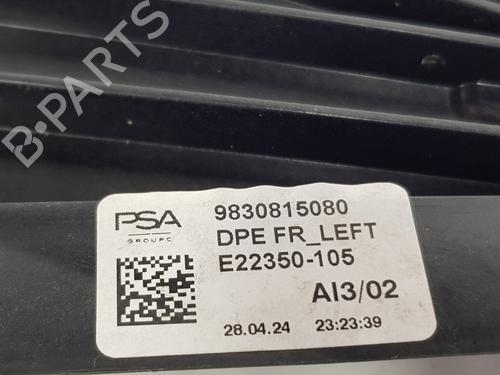 B-PARTS
PSA
GROUPE
9830815080
DPE FR_LEFT
E22350-105
AI3/02
28.04.24 23:23:39